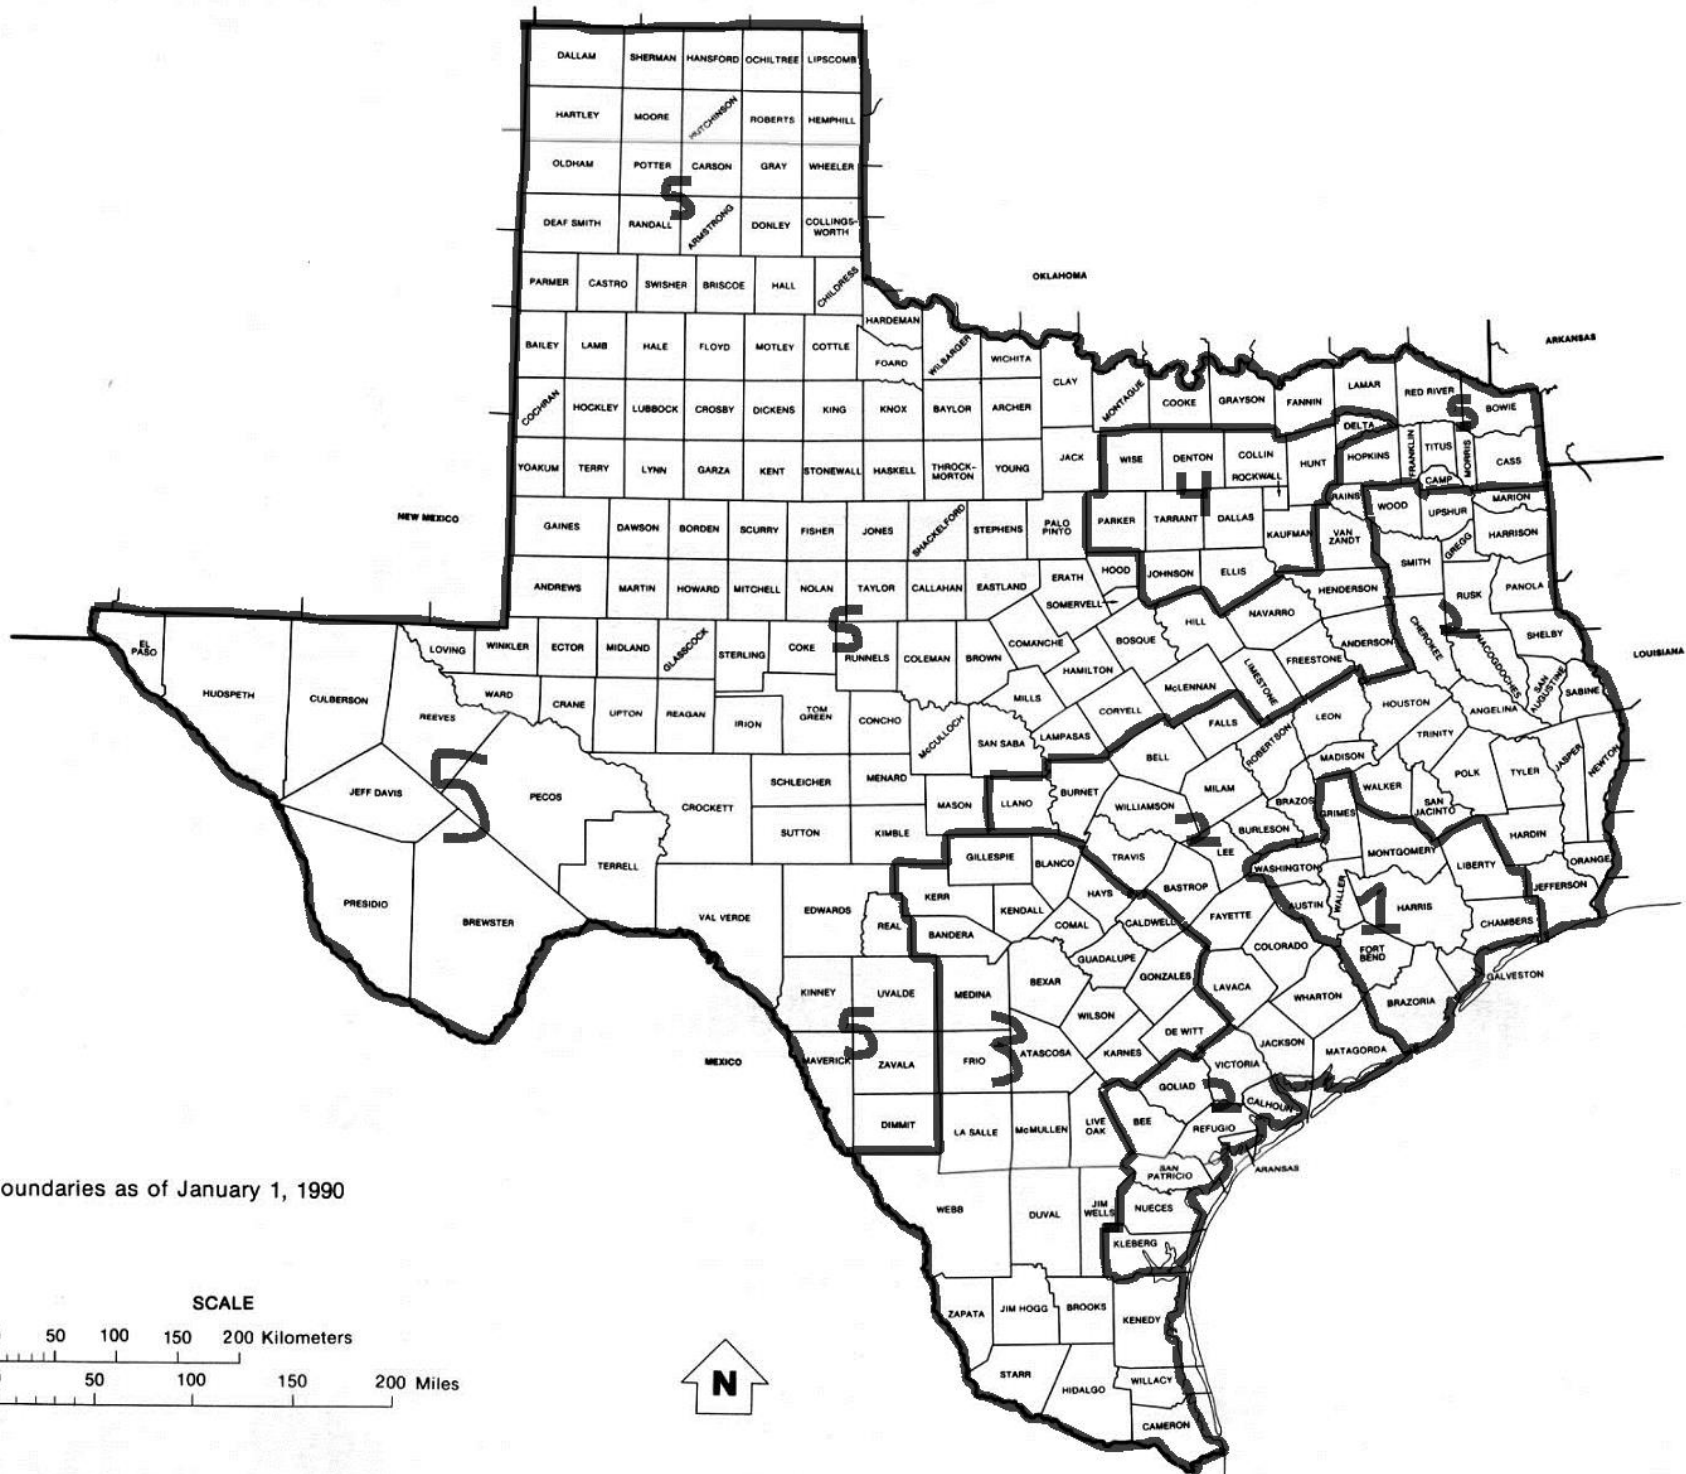 DALLAM SHERMAN HANSFORD OCHILTREE LIPSCOMB
HARTLEY MOORE HUTCHINSON ROBERTS HEMPHILL
OLDHAM POTTER CARSON GRAY WHEELER
5
DEAF SMITH RANDALL ARMSTRONG DONLEY COLLINGS-
WORTH
PARMER CASTRO SWISHER BRISCOE HALL CHILDRESS
OKLAHOMA
HARDEMAN
BAILEY LAMB HALE FLOYD MOTLEY COTTLE FOARD WILBARGER WICHITA
ARKANSAS
CLAY MONTAGUE COOKE GRAYSON FANNIN LAMAR RED RIVER BOWIE
5
COCHRAN HOCKLEY LUBBOCK CROSBY DICKENS KING KNOX BAYLOR ARCHER
DELTA
YOAKUM TERRY LYNN GARZA KENT STONEWALL HASKELL THROCK-
MORTON YOUNG JACK WISE DENTON COLLIN
ROCKWALL HUNT HOPKINS FRANKLIN TITUS MORRIS CASS
CAMP
4
NEW MEXICO
GAINES DAWSON BORDEN SCURRY FISHER JONES SHACKELFORD STEPHENS PALO
PINTO PARKER TARRANT DALLAS KAUFMAN RAINS VAN
ZANDT WOOD UPSHUR MARION
HARRISON
GREGG
ANDREWS MARTIN HOWARD MITCHELL NOLAN TAYLOR CALLAHAN EASTLAND ERATH HOOD JOHNSON ELLIS HENDERSON SMITH RUSK PANOLA
5
SOMERVELL
EL
PASO LOVING WINKLER ECTOR MIDLAND GLASSCOCK STERLING COKE RUNNELS COLEMAN BROWN COMANCHE BOSQUE HILL NAVARRO ANDERSON CHEROKEE NACOGDOCHES SHELBY
LOUISIANA
HUDSPETH CULBERSON REEVES WARD CRANE UPTON REAGAN IRION TOM
GREEN CONCHO McCULLOCH SAN SABA MILLS HAMILTON McLENNAN LIMESTONE FREESTONE SAN
AUGUSTINE SABINE
LAMPASAS CORYELL FALLS LEON HOUSTON ANGELINA
5
JEFF DAVIS PECOS CROCKETT SCHLEICHER MENARD BELL ROBERTSON MADISON TRINITY POLK TYLER JASPER NEWTON
MASON LLANO BURNET WILLIAMSON MILAM BRAZOS GRIMES WALKER SAN
JACINTO
2
TERRELL SUTTON KIMBLE GILLESPIE BLANCO TRAVIS LEE BURLESON WASHINGTON MONTGOMERY LIBERTY HARDIN ORANGE
JEFFERSON
PRESIDIO BREWSTER VAL VERDE EDWARDS REAL KERR KENDALL HAYS BASTROP FAYETTE AUSTIN WALLER HARRIS CHAMBERS
1
BANDERA COMAL CALDWELL COLORADO FORT
BEND
GALVESTON
KINNEY UVALDE MEDINA BEXAR GUADALUPE GONZALES LAVACA WHARTON BRAZORIA
5
3
MEXICO
MAVERICK ZAVALA FRIO ATASCOSA WILSON KARNES DE WITT VICTORIA JACKSON MATAGORDA
GOLIAD
2
CALHOUN
DIMMIT LA SALLE McMULLEN LIVE
OAK BEE REFUGIO
ARANSAS
SAN
PATRICIO
oundaries as of January 1, 1990
WEBB DUVAL JIM
WELLS NUECES
KLEBERG
ZAPATA JIM HOGG BROOKS KENEDY
STARR HIDALGO WILLACY
CAMERON
SCALE
50 100 150 200 Kilometers
50 100 150 200 Miles
N